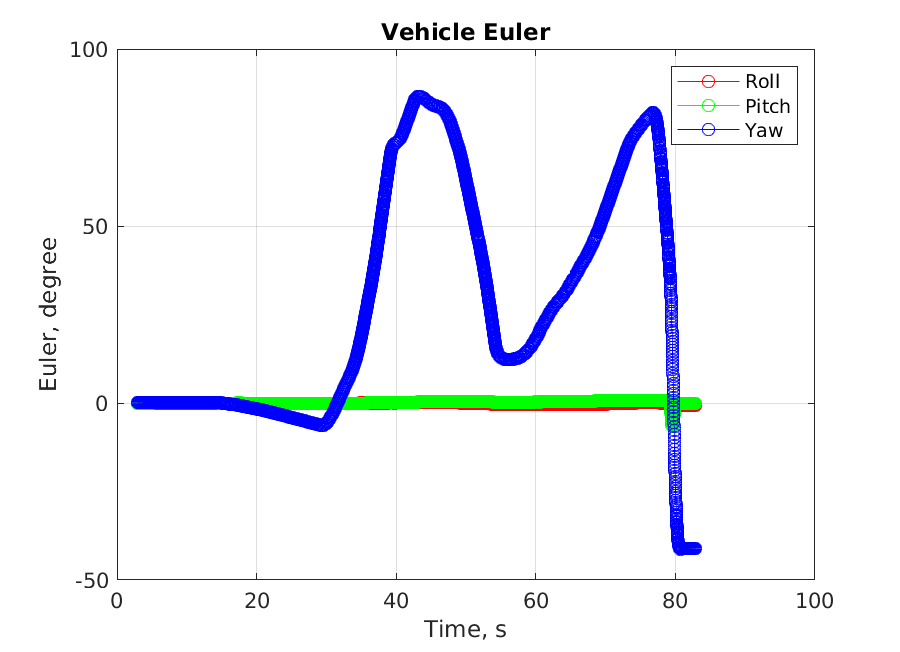 Vehicle Euler
100
50
0
-50
Euler, degree
0 20 40 60 80 100
Time, s
Roll
Pitch
Yaw